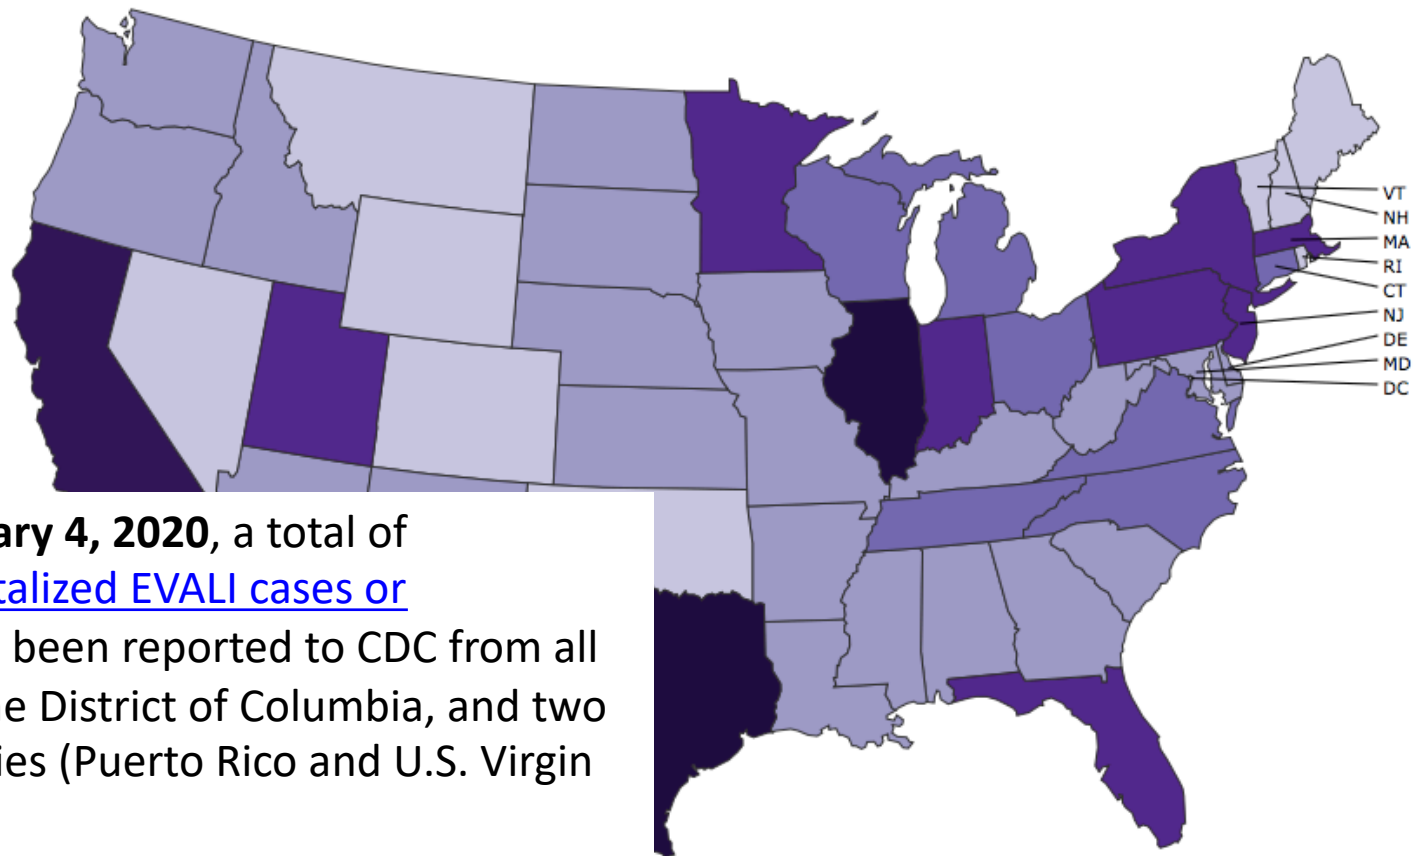 ary 4, 2020, a total of
talized EVALI cases or
been reported to CDC from all
e District of Columbia, and two
ies (Puerto Rico and U.S. Virgin
VT
NH
MA
RI
CT
NJ
DE
MD
DC